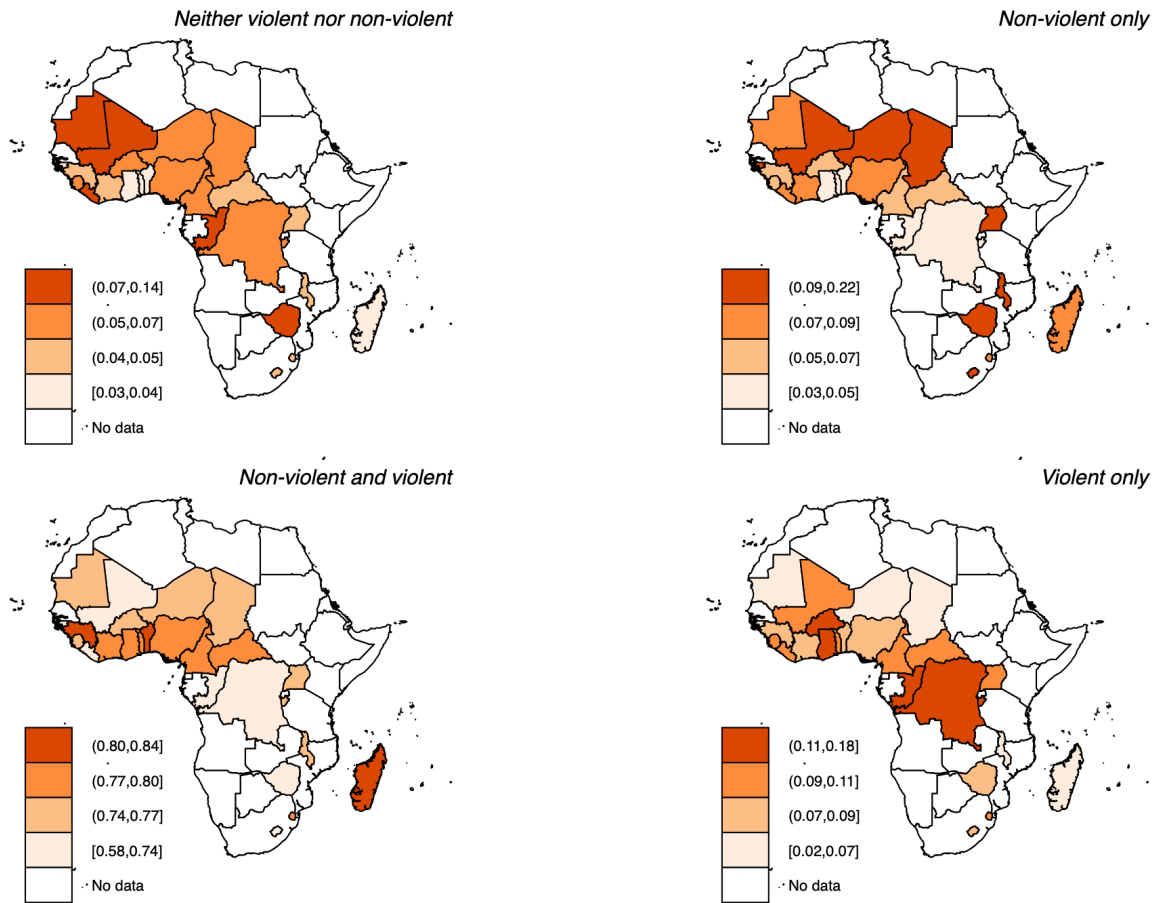 Neither violent nor non-violent
(0.07,0.14]
(0.05,0.07]
(0.04,0.05]
[0.03,0.04]
No data
Non-violent only
(0.09,0.22]
(0.07,0.09]
(0.05,0.07]
[0.03,0.05]
No data
Non-violent and violent
(0.80,0.84]
(0.77,0.80]
(0.74,0.77]
[0.58,0.74]
No data
Violent only
(0.11,0.18]
(0.09,0.11]
(0.07,0.09]
[0.02,0.07]
No data